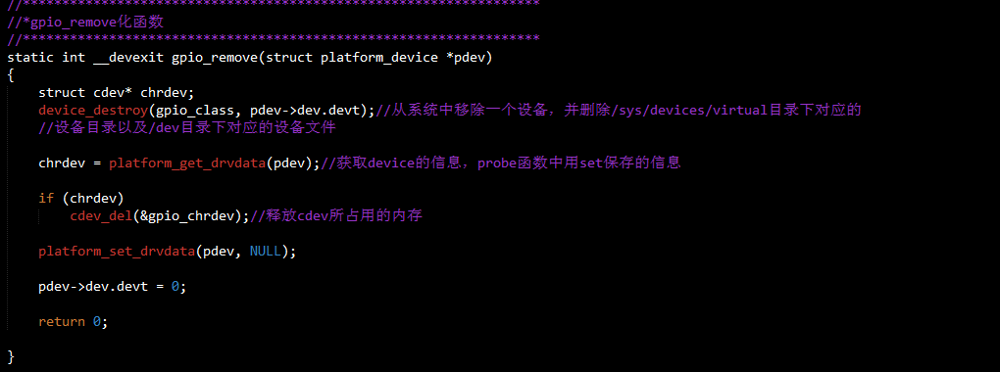 //******************************************************************
//*gpio_remove化函数
//******************************************************************
static int __devexit gpio_remove(struct platform_device *pdev)
{
    struct cdev* chrdev;
    device_destroy(gpio_class, pdev->dev.devt);//从系统中移除一个设备，并删除/sys/devices/virtual目录下对应的
    //设备目录以及/dev目录下对应的设备文件
    chrdev = platform_get_drvdata(pdev);//获取device的信息，probe函数中用set保存的信息
    if (chrdev)
        cdev_del(&gpio_chrdev);//释放cdev所占用的内存
    platform_set_drvdata(pdev, NULL);
    pdev->dev.devt = 0;
    return 0;
}